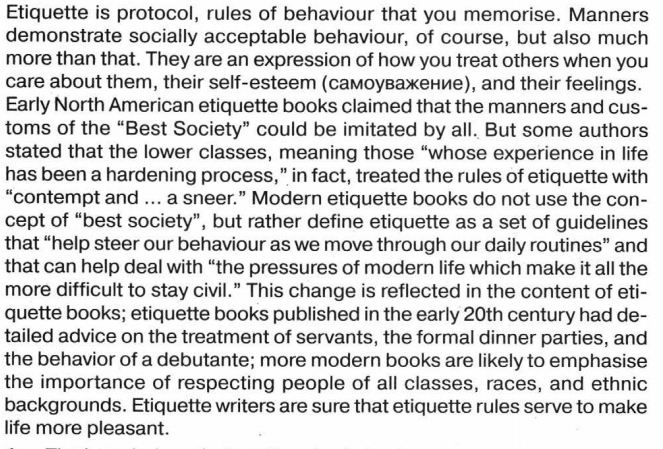 Etiquette is protocol, rules of behaviour that you memorise. Manners
demonstrate socially acceptable behaviour, of course, but also much
more than that. They are an expression of how you treat others when you
care about them, their self-esteem (самоуважение), and their feelings.
Early North American etiquette books claimed that the manners and cus-
toms of the “Best Society” could be imitated by all. But some authors
stated that the lower classes, meaning those “whose experience in life
has been a hardening process,” in fact, treated the rules of etiquette with
“contempt and ... a sneer.” Modern etiquette books do not use the con-
cept of “best society”, but rather define etiquette as a set of guidelines
that “help steer our behaviour as we move through our daily routines” and
that can help deal with “the pressures of modern life which make it all the
more difficult to stay civil.” This change is reflected in the content of eti-
quette books; etiquette books published in the early 20th century had de-
tailed advice on the treatment of servants, the formal dinner parties, and
the behavior of a debutante; more modern books are likely to emphasise
the importance of respecting people of all classes, races, and ethnic
backgrounds. Etiquette writers are sure that etiquette rules serve to make
life more pleasant.